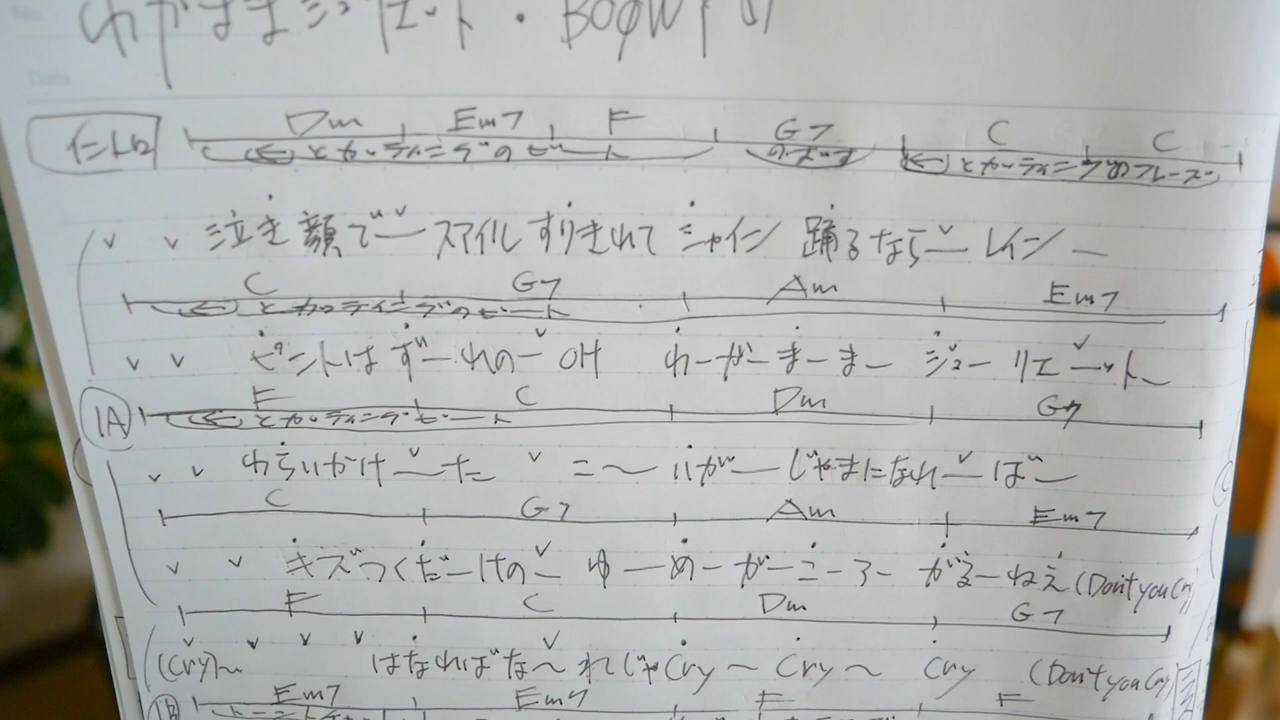 わがままジュリエット・BOØWY
イントロ Dm Em7 F G7 C C
とカッティングのビート
とカッティングのフレーズ
泣き顔で─スマイル すりきれて シャイン 踊るなら─ レイン─
C G7 Am Em7
とカッティングのビート
ピントはずーれの─OH わーがーまーまー ジューリエーット─
1A F C Dm G7
とカッティングビート
わらいかけ─た こ〜いが─じゃまになれ─ば─
C G7 Am Em7
キズつくだーけの─ ゆ─めーがーこーろー がるーねえ (Don't you Cry)
F C Dm G7
(Cry)〜 はなればな〜れじゃ Cry〜 Cry〜 Cry (Don't you Cry)
1B Em7 Em7 F F